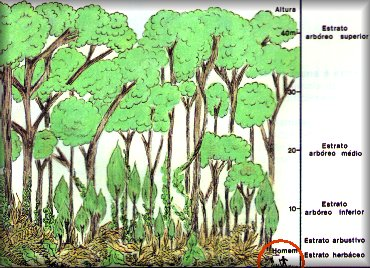 Altura
40m
Estrato
arbóreo superior
30
20
Estrato
arbóreo médio
10
Estrato
arbóreo inferior
Estrato arbustivo
Homem
Estrato herbáceo